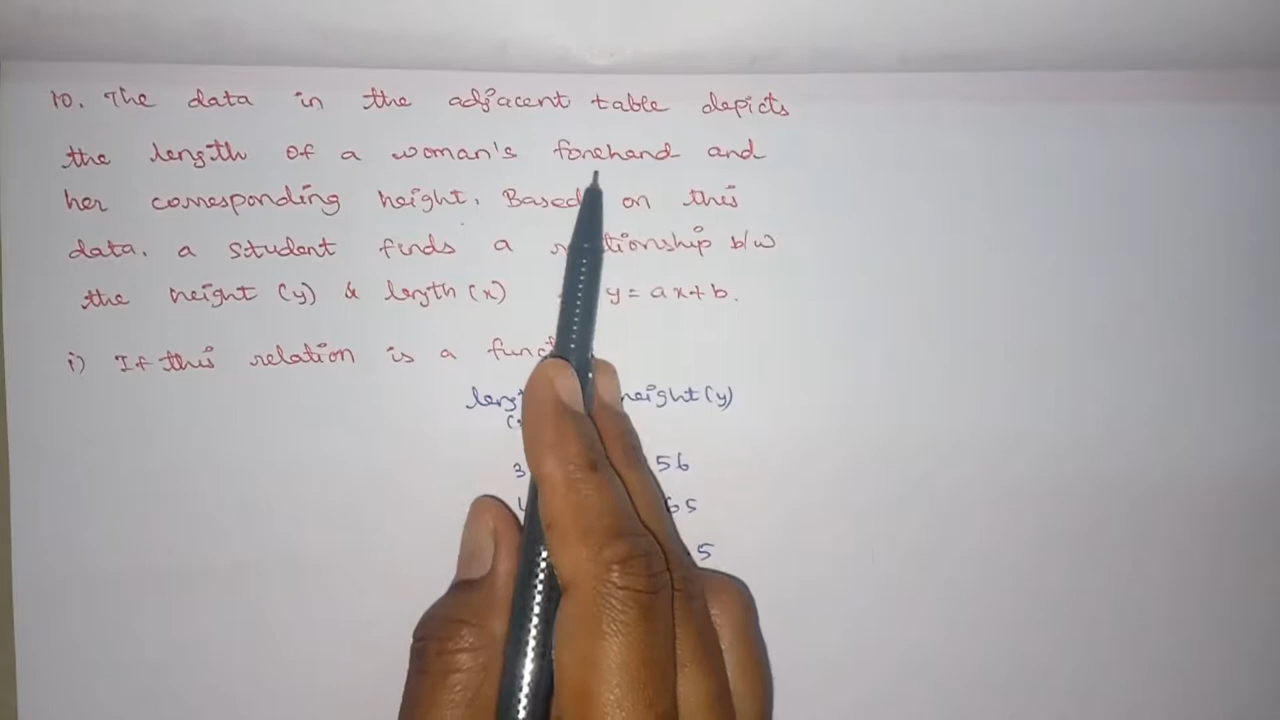 10. The data in the adjacent table depicts
the length of a woman's forehand and
her corresponding height. Based on this
data. a student finds a b/w
the height (y) & length (x) y = ax+b.
i) If this relation is a
height (y)
56
65
5